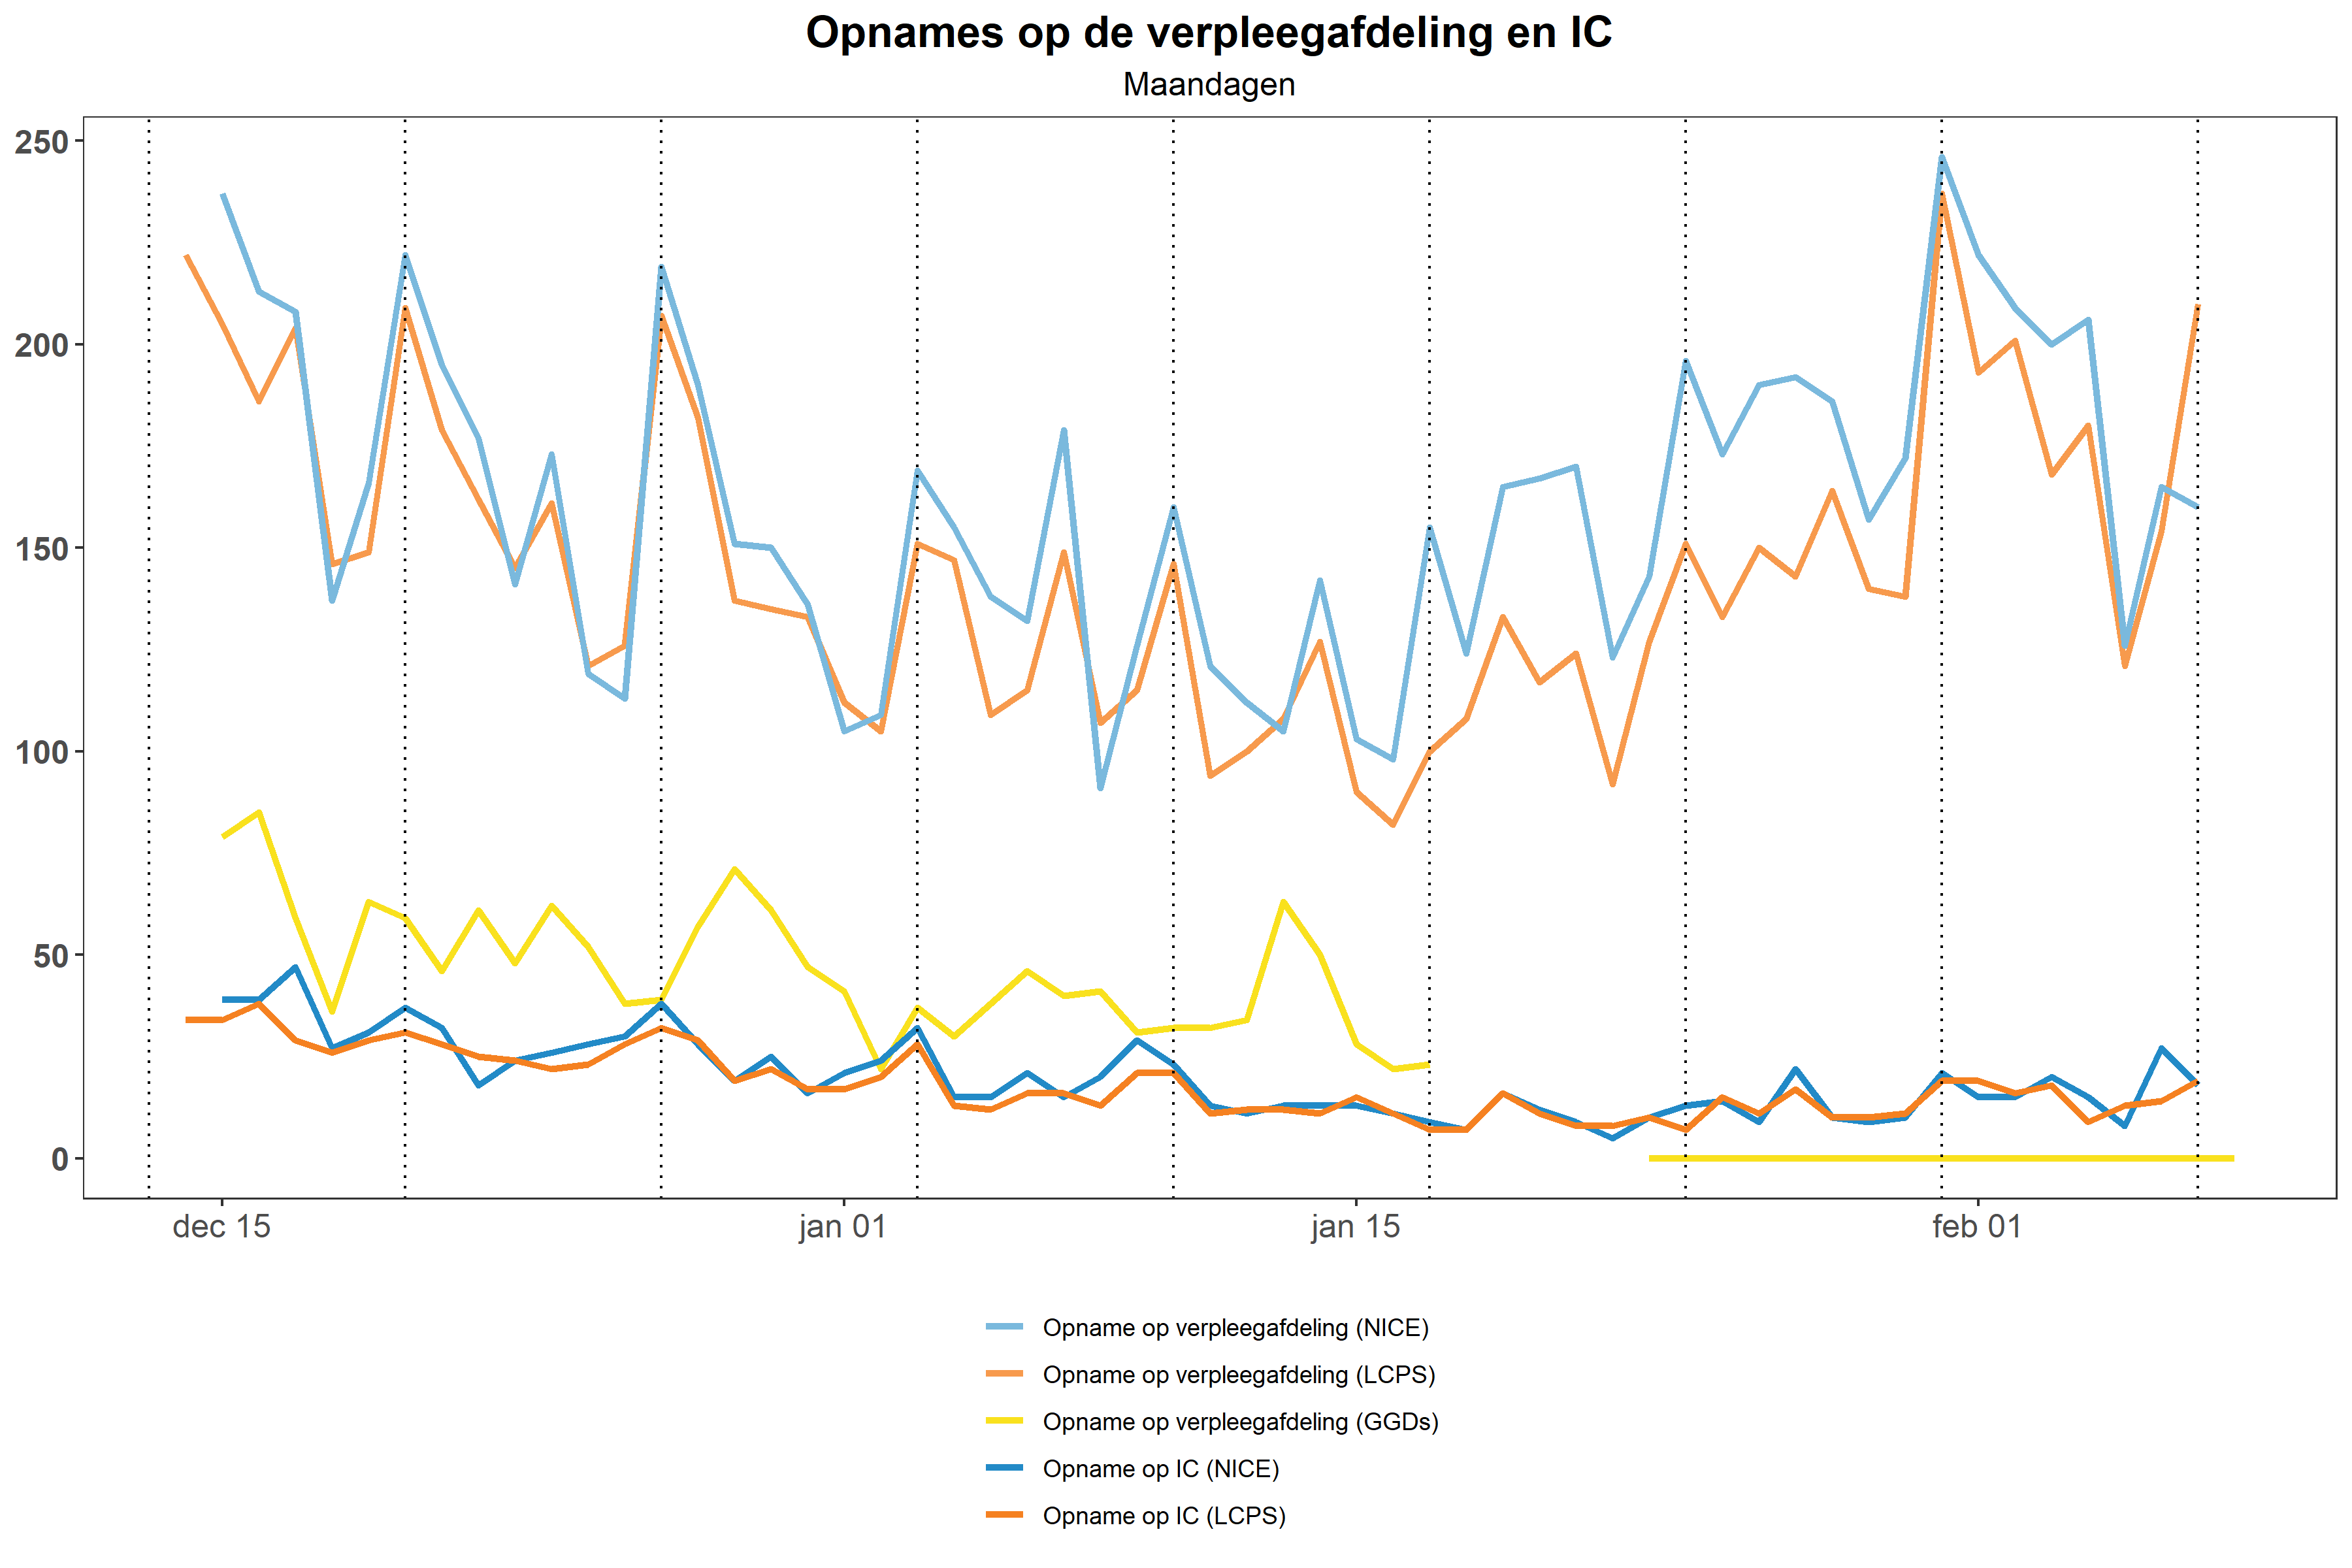 Opnames op de verpleegafdeling en IC
Maandagen
250
200
150
100
50
0
dec 15 jan 01 jan 15 feb 01
Opname op verpleegafdeling (NICE)
Opname op verpleegafdeling (LCPS)
Opname op verpleegafdeling (GGDs)
Opname op IC (NICE)
Opname op IC (LCPS)